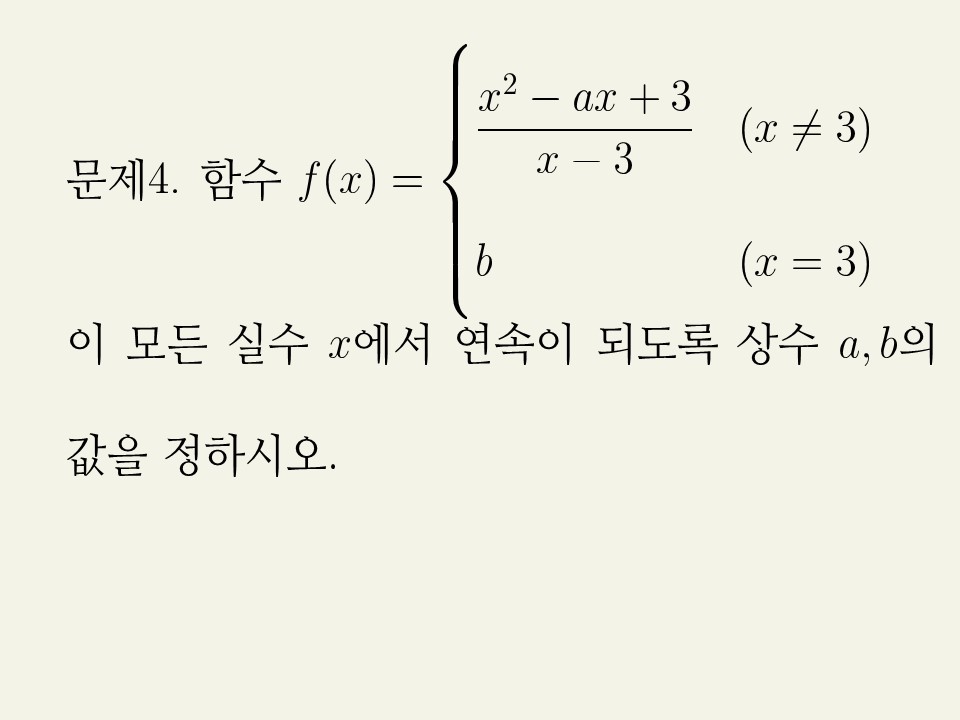 문제4. 함수 $f(x) = \begin{cases} \dfrac{x^2 - ax + 3}{x - 3} & (x \neq 3) \\ b & (x = 3) \end{cases}$
이 모든 실수 $x$에서 연속이 되도록 상수 $a, b$의
값을 정하시오.